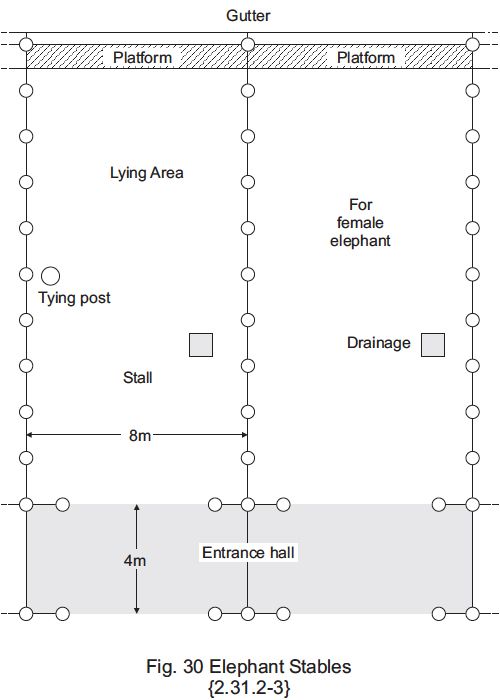 Gutter
Platform
Platform
Lying Area
For
female
elephant
Tying post
Drainage
Stall
8m
Entrance hall
4m
Fig. 30 Elephant Stables
{2.31.2-3}